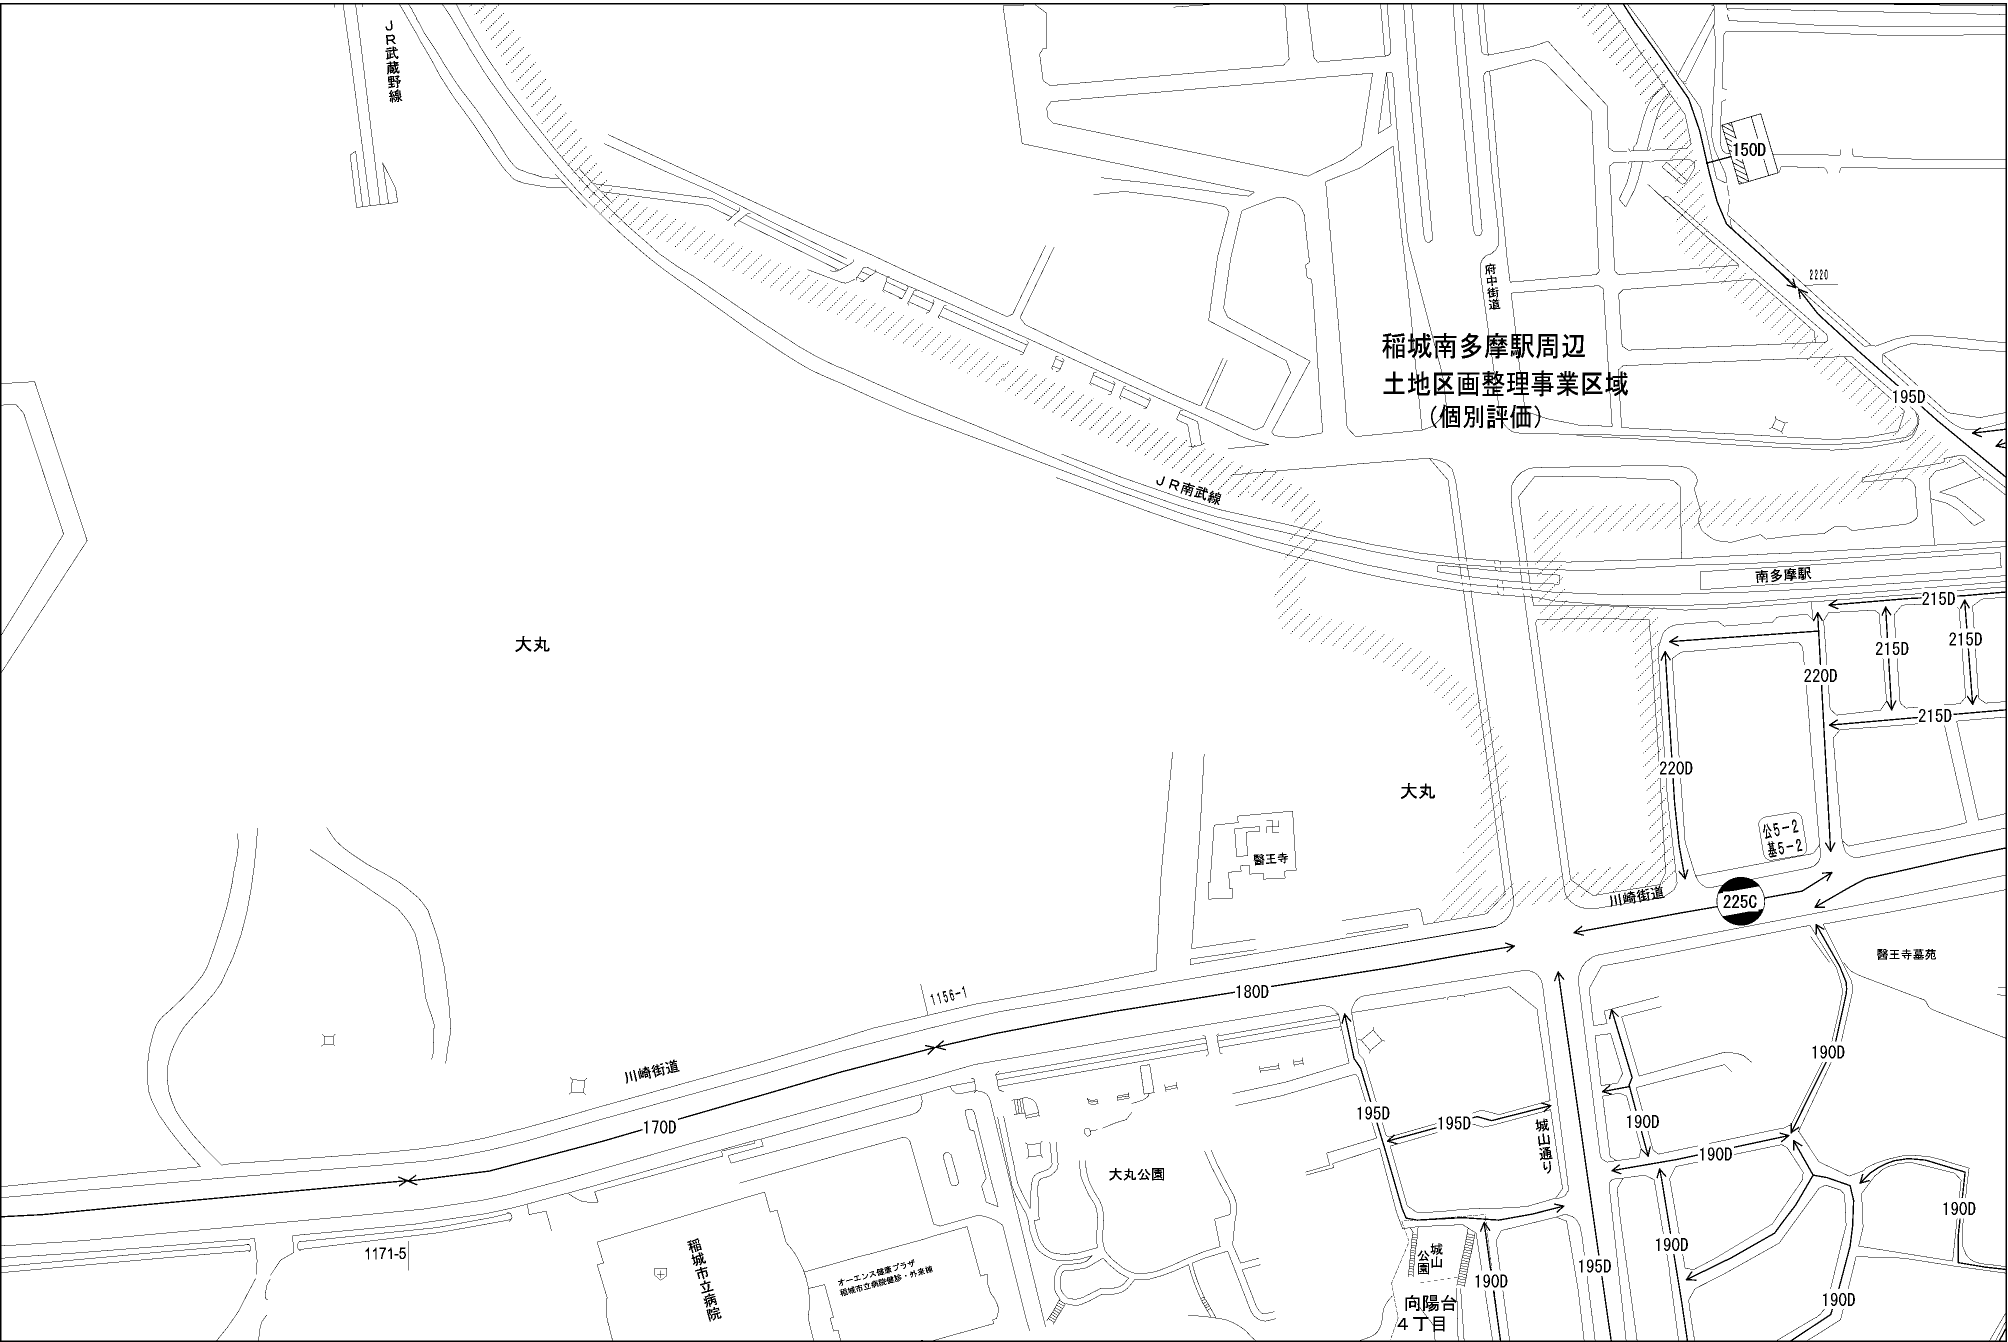 ＪＲ武蔵野線
150D
2220
府中街道
稲城南多摩駅周辺
土地区画整理事業区域
（個別評価）
195D
ＪＲ南武線
南多摩駅
215D
215D
215D
大丸
220D
215D
220D
大丸
公5-2
基5-2
醫王寺
川崎街道
225C
醫王寺墓苑
180D
1156-1
川崎街道
190D
170D
195D
195D
190D
城山通り
190D
大丸公園
190D
1171-5
稲城市立病院
オーエンス健康プラザ
稲城市立病院健診・外来棟
城山
公園
190D
195D
190D
190D
向陽台
４丁目